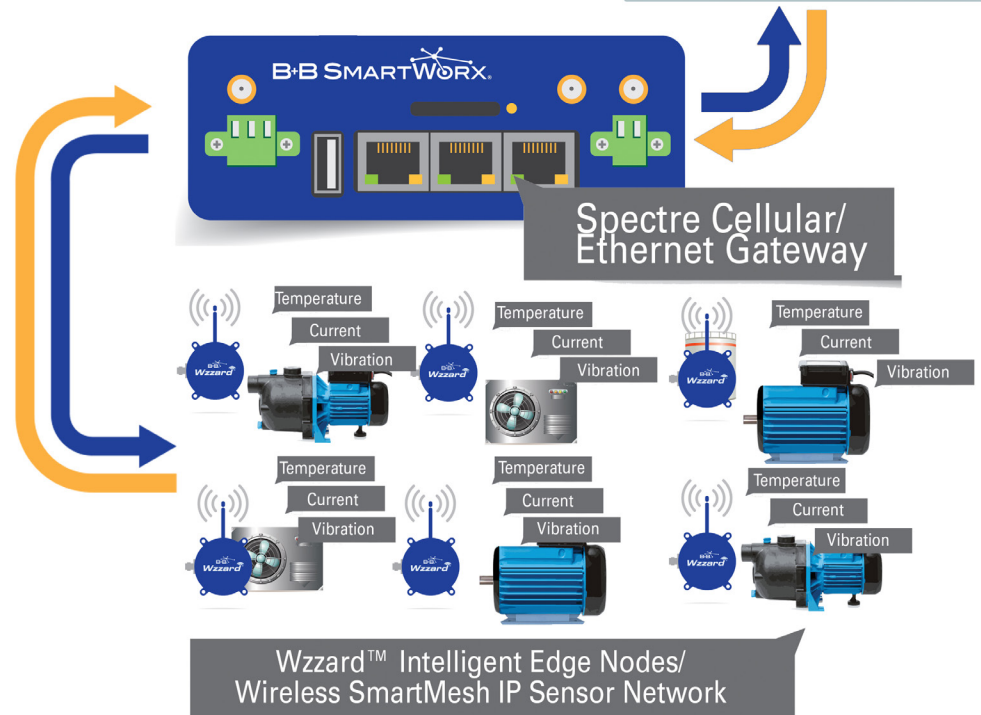 B+B SMARTWORX®
Spectre Cellular/
Ethernet Gateway
Temperature
Current
Vibration
B+B
Wzzard
Temperature
Current
Vibration
B+B
Wzzard
Temperature
Current
Vibration
B+B
Wzzard
Temperature
Current
Vibration
B+B
Wzzard
Temperature
Current
Vibration
B+B
Wzzard
Temperature
Current
Vibration
B+B
Wzzard
Wzzard™ Intelligent Edge Nodes/
Wireless SmartMesh IP Sensor Network